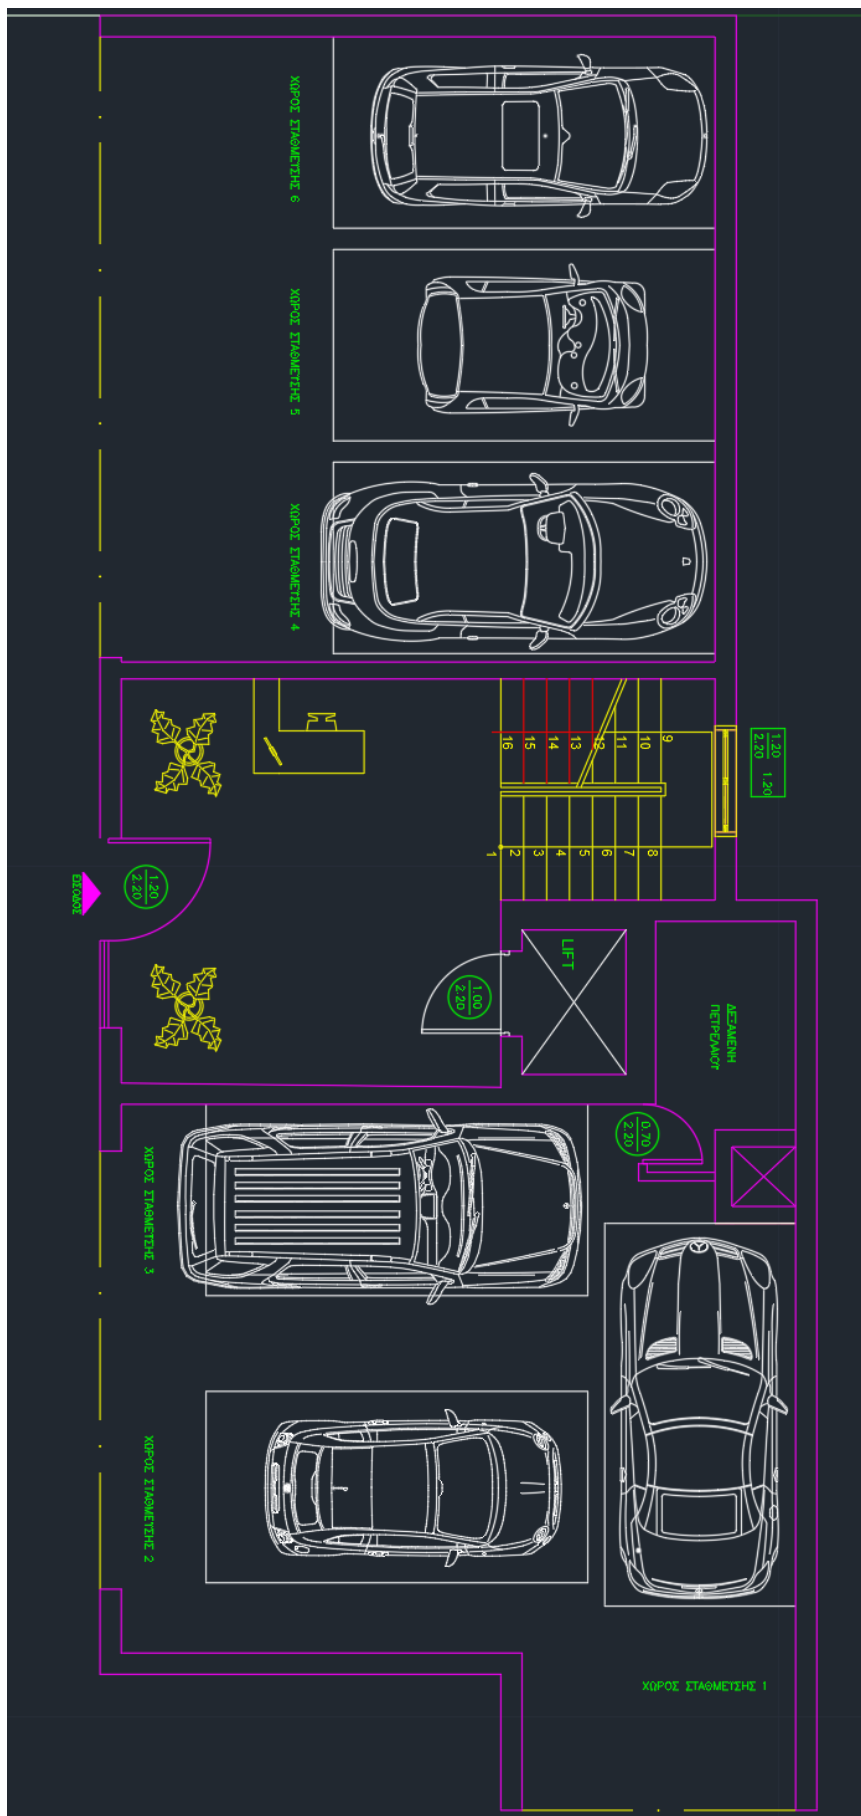 ΧΩΡΟΣ ΣΤΑΘΜΕΥΣΗΣ 6
ΧΩΡΟΣ ΣΤΑΘΜΕΥΣΗΣ 5
ΧΩΡΟΣ ΣΤΑΘΜΕΥΣΗΣ 4
16
15
14
13
12
11
10
9
1.20
2.20
1.20
1
2
3
4
5
6
7
8
ΕΙΣΟΔΟΣ
1.20
2.20
LIFT
1.00
2.20
ΔΕΞΑΜΕΝΗ
ΠΕΤΡΕΛΑΙΟΥ
0.70
2.20
ΧΩΡΟΣ ΣΤΑΘΜΕΥΣΗΣ 3
ΧΩΡΟΣ ΣΤΑΘΜΕΥΣΗΣ 2
ΧΩΡΟΣ ΣΤΑΘΜΕΥΣΗΣ 1